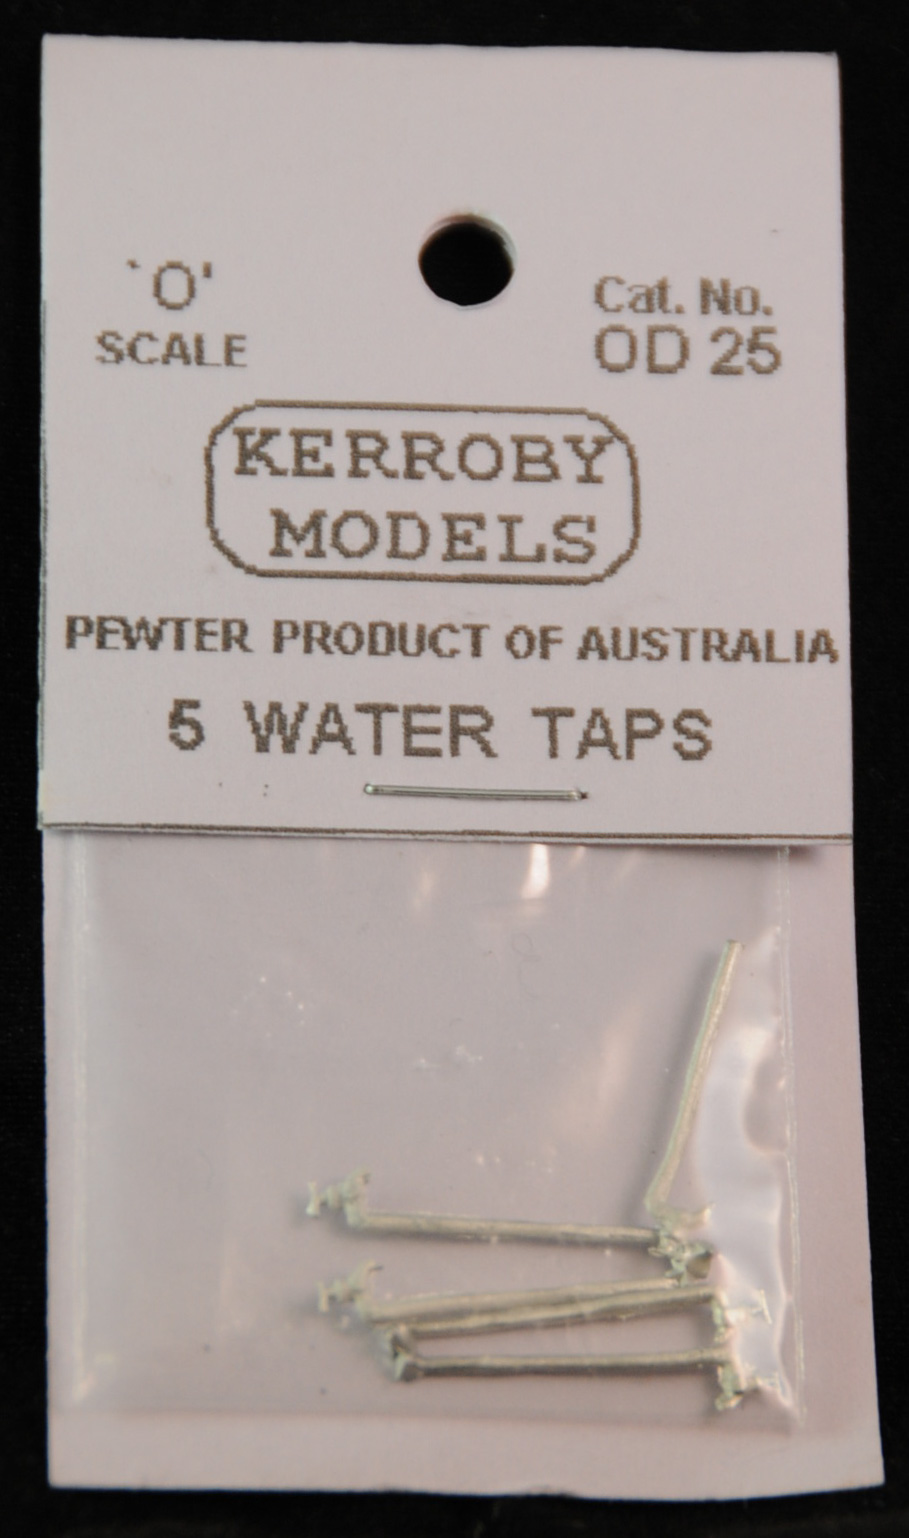 `O'
SCALE
Cat. No.
OD 25
KERROBY
MODELS
PEWTER PRODUCT OF AUSTRALIA
5 WATER TAPS